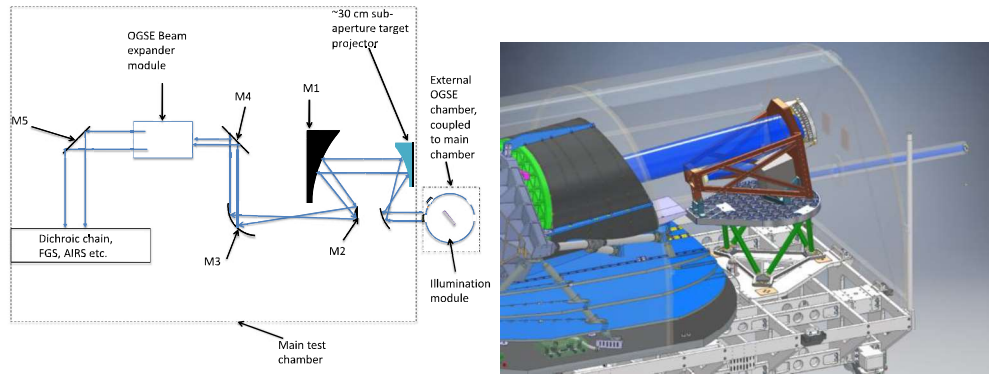 ~30 cm sub-
aperture target
projector
OGSE Beam
expander
module
External
OGSE
chamber,
coupled
to main
chamber
M1
M4
M5
M2
M3
Dichroic chain,
FGS, AIRS etc.
Illumination
module
Main test
chamber